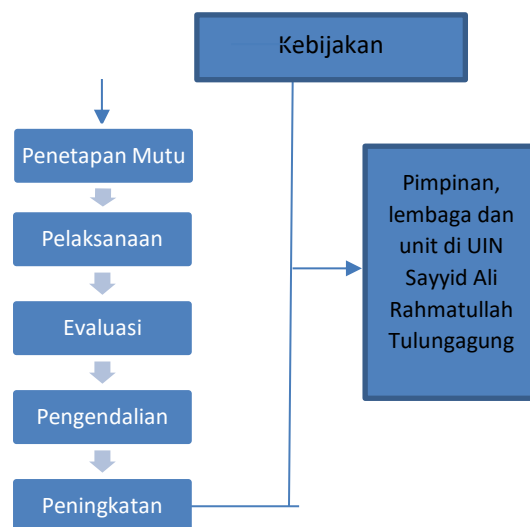 Kebijakan
Penetapan Mutu
Pelaksanaan
Evaluasi
Pengendalian
Peningkatan
Pimpinan,
lembaga dan
unit di UIN
Sayyid Ali
Rahmatullah
Tulungagung